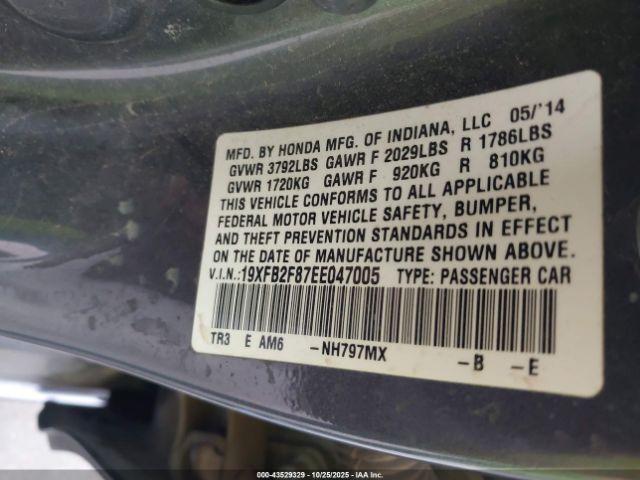 MFD. BY HONDA MFG. OF INDIANA, LLC 05/'14
GVWR 3792LBS GAWR F 2029LBS R 1786LBS
GVWR 1720KG GAWR F 920KG R 810KG
THIS VEHICLE CONFORMS TO ALL APPLICABLE
FEDERAL MOTOR VEHICLE SAFETY, BUMPER,
AND THEFT PREVENTION STANDARDS IN EFFECT
ON THE DATE OF MANUFACTURE SHOWN ABOVE.
V.I.N.:19XFB2F87EE047005 TYPE: PASSENGER CAR
TR3 E AM6 -NH797MX -B -E
000-43529329 10/25/2025 IAA Inc.